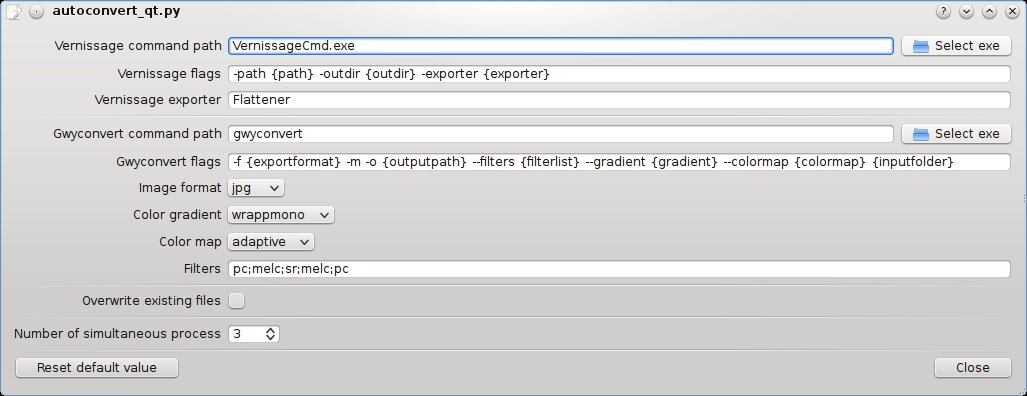 autoconvert_qt.py
Vernissage command path VernissageCmd.exe Select exe
Vernissage flags -path {path} -outdir {outdir} -exporter {exporter}
Vernissage exporter Flattener
Gwyconvert command path gwyconvert Select exe
Gwyconvert flags -f {exportformat} -m -o {outputpath} --filters {filterlist} --gradient {gradient} --colormap {colormap} {inputfolder}
Image format jpg
Color gradient wrappmono
Color map adaptive
Filters pc;melc;sr;melc;pc
Overwrite existing files
Number of simultaneous process 3
Reset default value Close